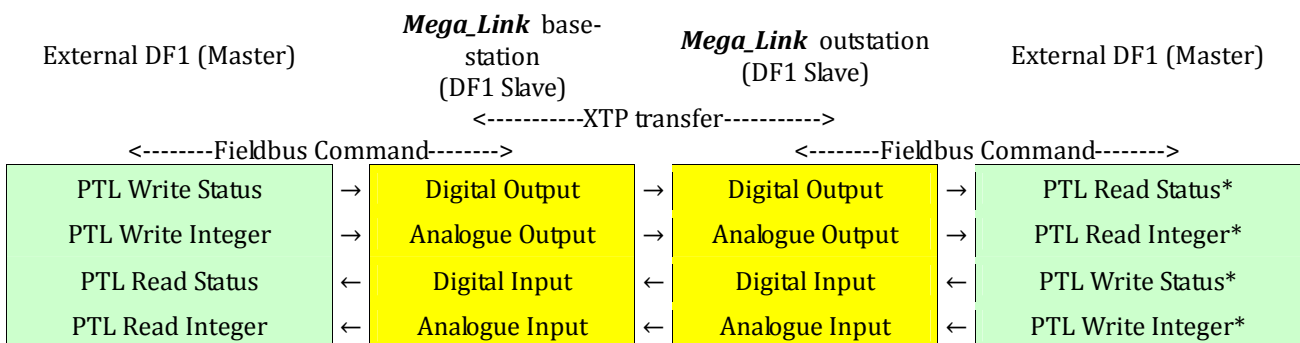 External DF1 (Master) Mega_Link base-station (DF1 Slave) Mega_Link outstation (DF1 Slave) External DF1 (Master)
<-----------XTP transfer----------->
<--------Fieldbus Command--------> <--------Fieldbus Command-------->
PTL Write Status → Digital Output → Digital Output → PTL Read Status*
PTL Write Integer → Analogue Output → Analogue Output → PTL Read Integer*
PTL Read Status ← Digital Input ← Digital Input ← PTL Write Status*
PTL Read Integer ← Analogue Input ← Analogue Input ← PTL Write Integer*